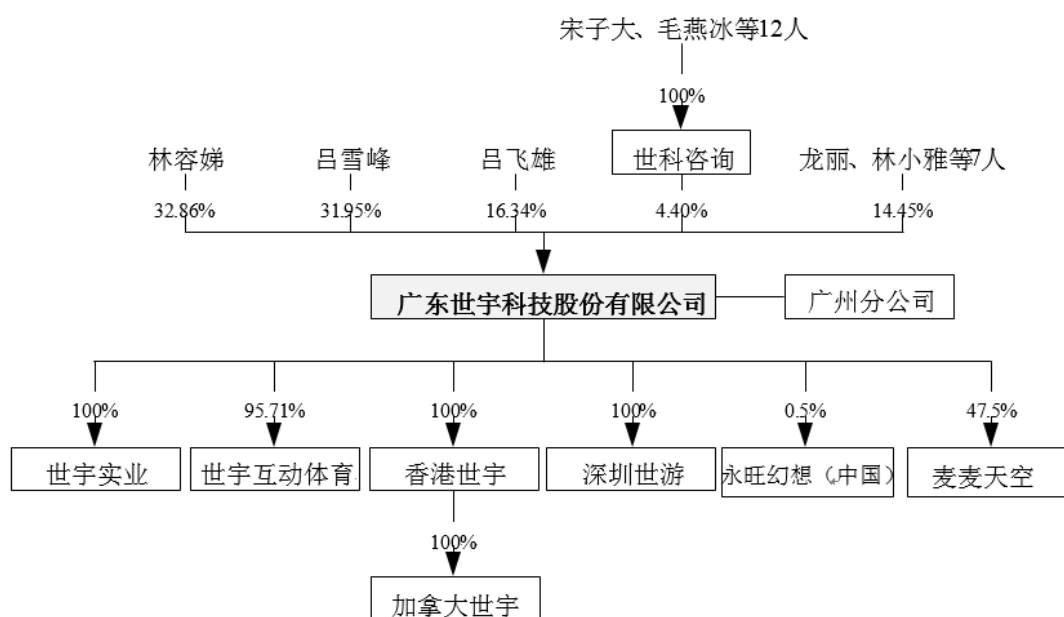 宋子大、毛燕冰等12人
100%
世科咨询
林容娣
吕雪峰
吕飞雄
龙丽、林小雅等7人
32.86%
31.95%
16.34%
4.40%
14.45%
广东世宇科技股份有限公司
广州分公司
100%
95.71%
100%
100%
0.5%
47.5%
世宇实业
世宇互动体育
香港世宇
深圳世游
永旺幻想（中国）
麦麦天空
100%
加拿大世宇